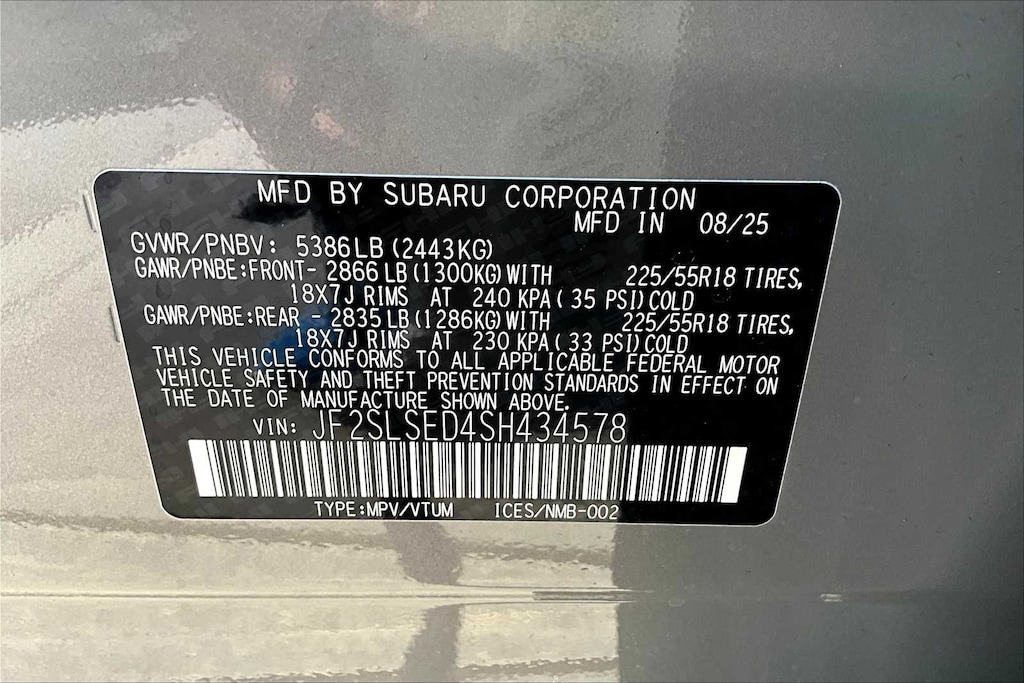 MFD BY SUBARU CORPORATION
MFD IN 08/25
GVWR/PNBV: 5386LB (2443KG)
GAWR/PNBE:FRONT- 2866 LB (1300KG) WITH 225/55R18 TIRES,
18X7J RIMS AT 240 KPA ( 35 PSI) COLD
GAWR/PNBE:REAR - 2835 LB (1286KG) WITH 225/55R18 TIRES,
18X7J RIMS AT 230 KPA ( 33 PSI) COLD
THIS VEHICLE CONFORMS TO ALL APPLICABLE FEDERAL MOTOR
VEHICLE SAFETY AND THEFT PREVENTION STANDARDS IN EFFECT ON
THE DATE OF MANUFACTURE SHOWN ABOVE.
VIN: JF2SLSED4SH434578
TYPE:MPV/VTUM ICES/NMB-002